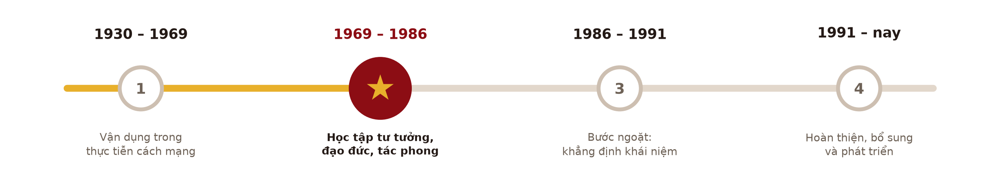 1930 – 1969
1969 – 1986
1986 – 1991
1991 – nay
1
3
4
Vận dụng trong
thực tiễn cách mạng
Học tập tư tưởng,
đạo đức, tác phong
Bước ngoặt:
khẳng định khái niệm
Hoàn thiện, bổ sung
và phát triển